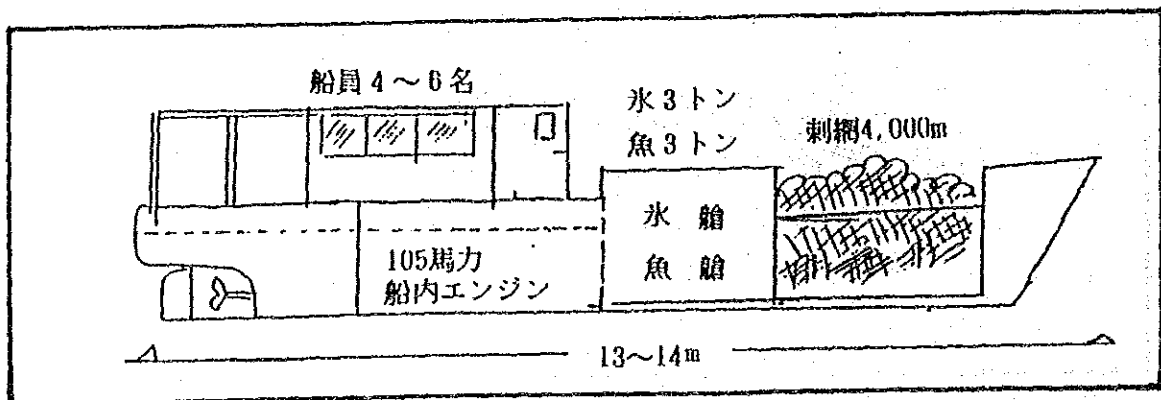 船員4～6名
氷3トン
魚3トン
刺網4,000m
氷艙
魚艙
105馬力
船内エンジン
13～14m